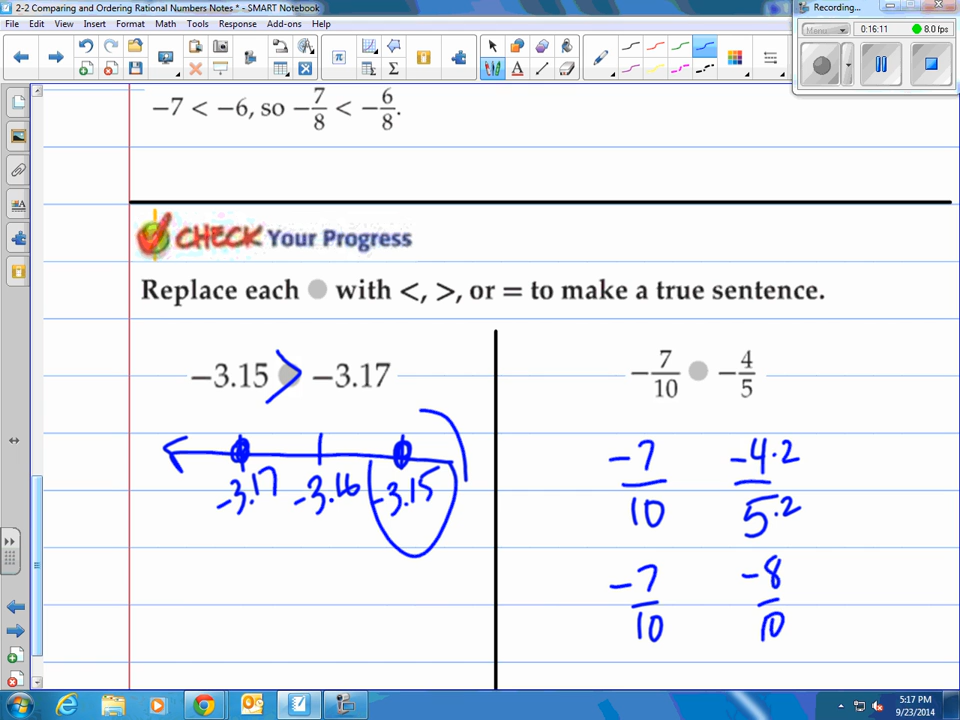 2-2 Comparing and Ordering Rational Numbers Notes * - SMART Notebook
File Edit View Insert Format Math Tools Response Add-ons Help
Recording...
Menu 0:16:11 8.0 fps
−7 < −6, so −7/8 < −6/8.
CHECK Your Progress
Replace each ● with <, >, or = to make a true sentence.
−3.15 > −3.17
-3.17 -3.16 -3.15
−7/10 ● −4/5
-7/10 -4·2/5·2
-7/10 -8/10
5:17 PM
9/23/2014